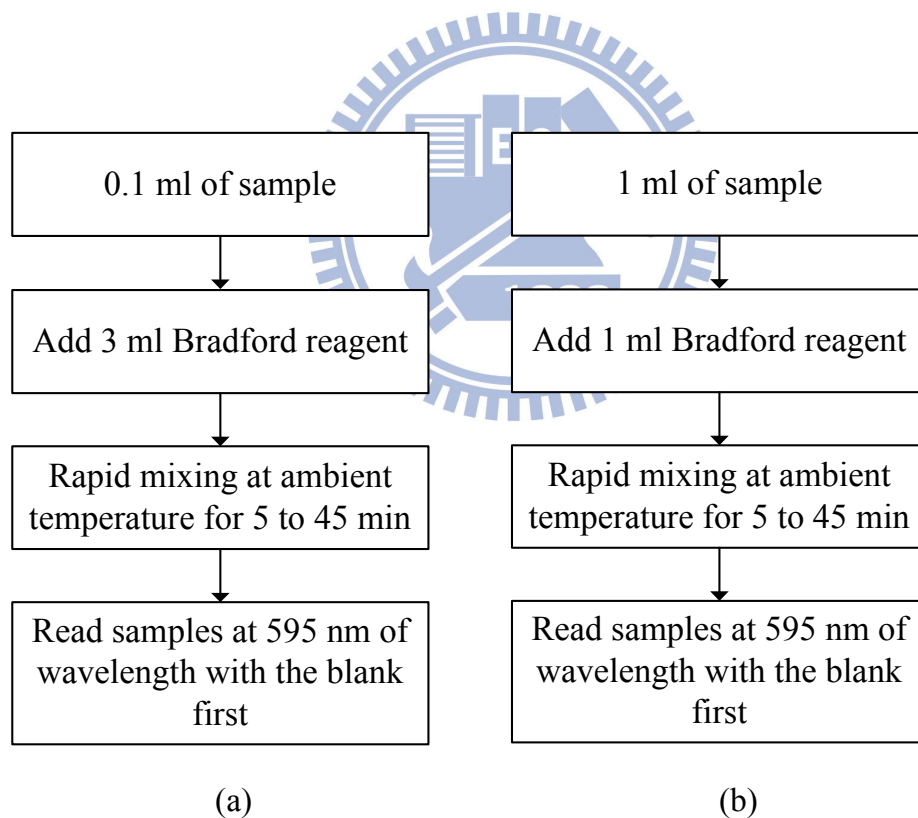 0.1 ml of sample
Add 3 ml Bradford reagent
Rapid mixing at ambient
temperature for 5 to 45 min
Read samples at 595 nm of
wavelength with the blank
first
(a)
1 ml of sample
Add 1 ml Bradford reagent
Rapid mixing at ambient
temperature for 5 to 45 min
Read samples at 595 nm of
wavelength with the blank
first
(b)